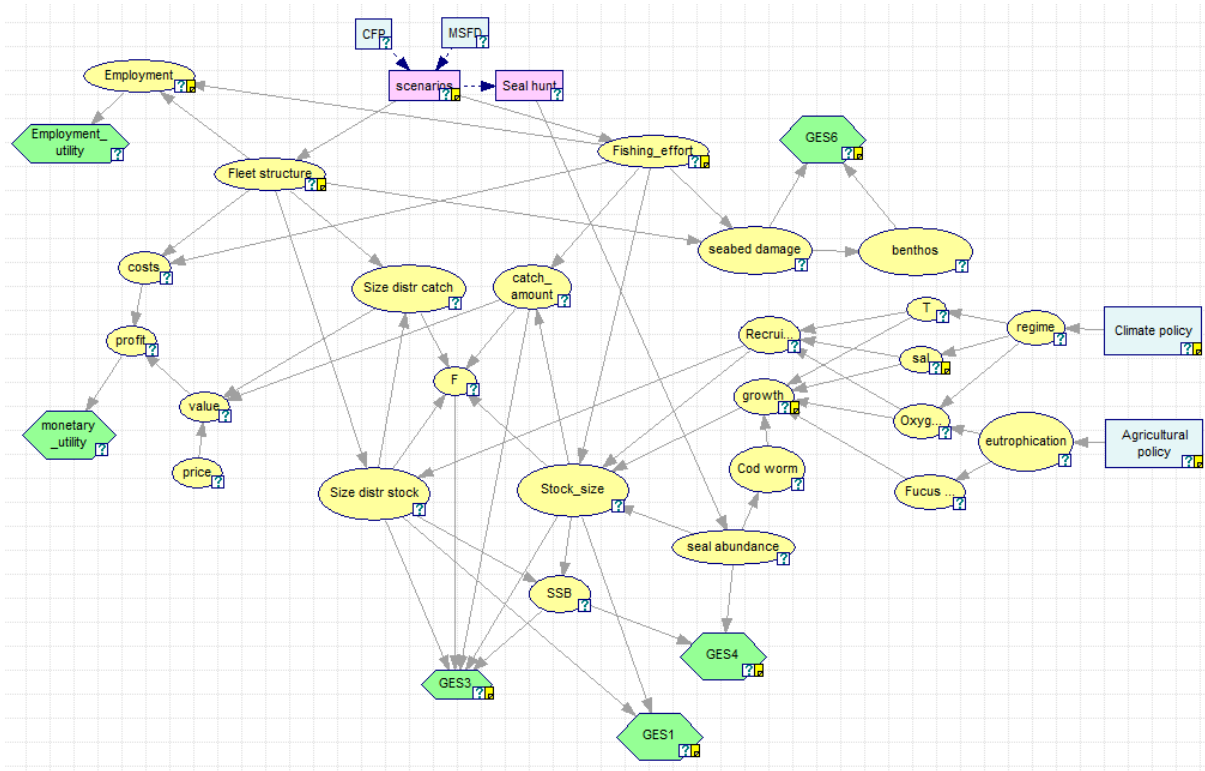 CFP
MSFD
Employment
scenarios
Seal hunt
Employment_
utility
Fishing_effort
GES6
Fleet structure
seabed damage
benthos
costs
Size distr catch
catch_
amount
T
regime
Climate policy
Recrui...
profit
sal
F
growth
value
Oxyg...
monetary
_utility
eutrophication
Agricultural
policy
price
Cod worm
Size distr stock
Stock_size
Fucus ...
seal abundance
SSB
GES4
GES3
GES1